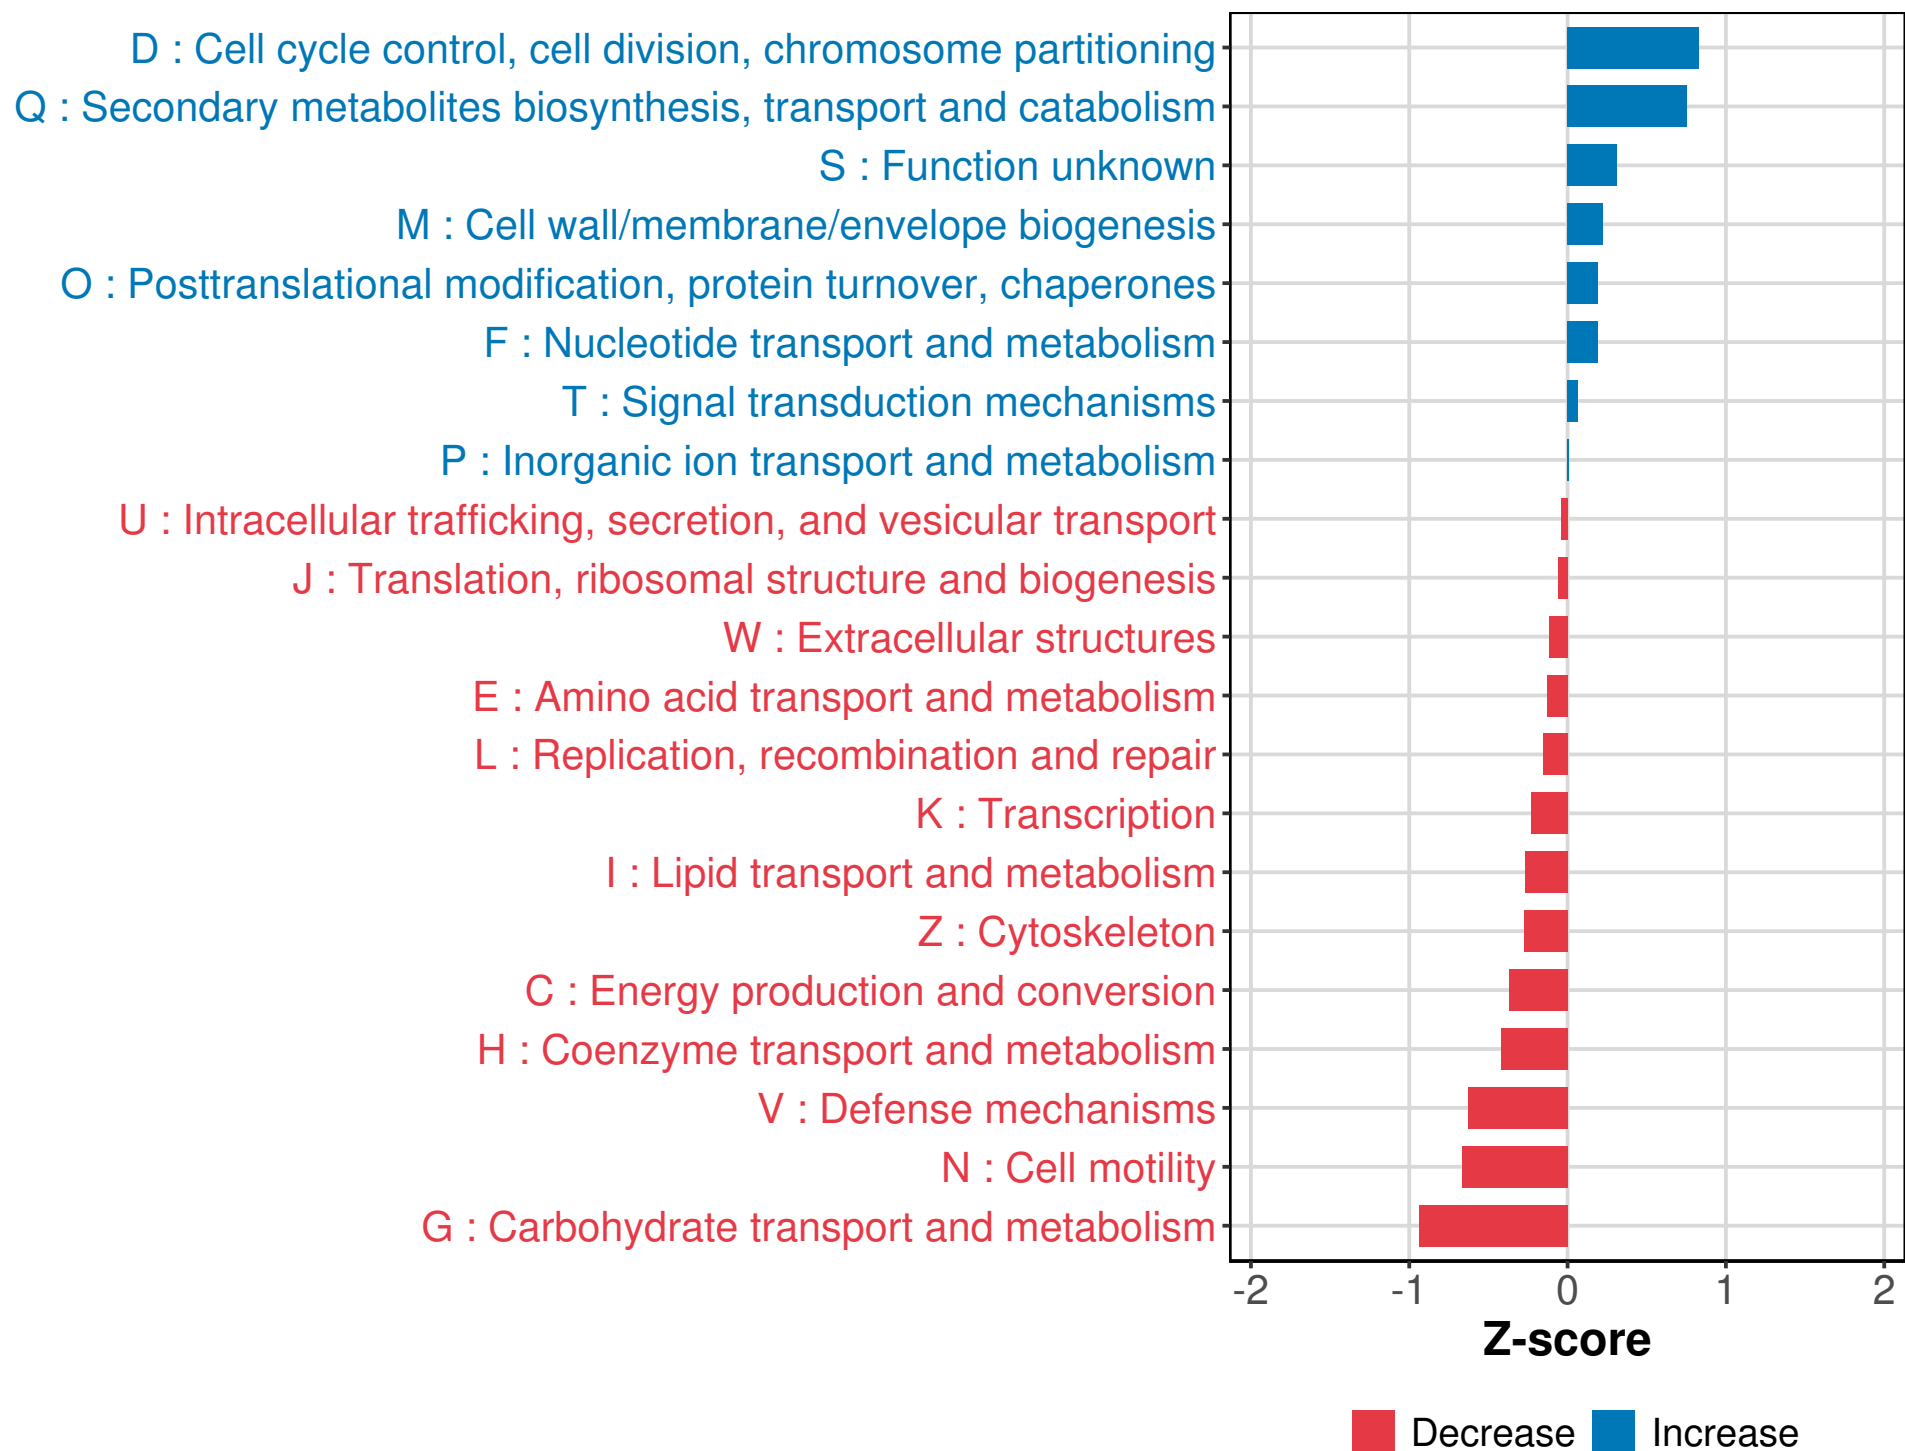 D : Cell cycle control, cell division, chromosome partitioning
Q : Secondary metabolites biosynthesis, transport and catabolism
S : Function unknown
M : Cell wall/membrane/envelope biogenesis
O : Posttranslational modification, protein turnover, chaperones
F : Nucleotide transport and metabolism
T : Signal transduction mechanisms
P : Inorganic ion transport and metabolism
U : Intracellular trafficking, secretion, and vesicular transport
J : Translation, ribosomal structure and biogenesis
W : Extracellular structures
E : Amino acid transport and metabolism
L : Replication, recombination and repair
K : Transcription
I : Lipid transport and metabolism
Z : Cytoskeleton
C : Energy production and conversion
H : Coenzyme transport and metabolism
V : Defense mechanisms
N : Cell motility
G : Carbohydrate transport and metabolism
-2 -1 0 1 2
Z-score
Decrease Increase